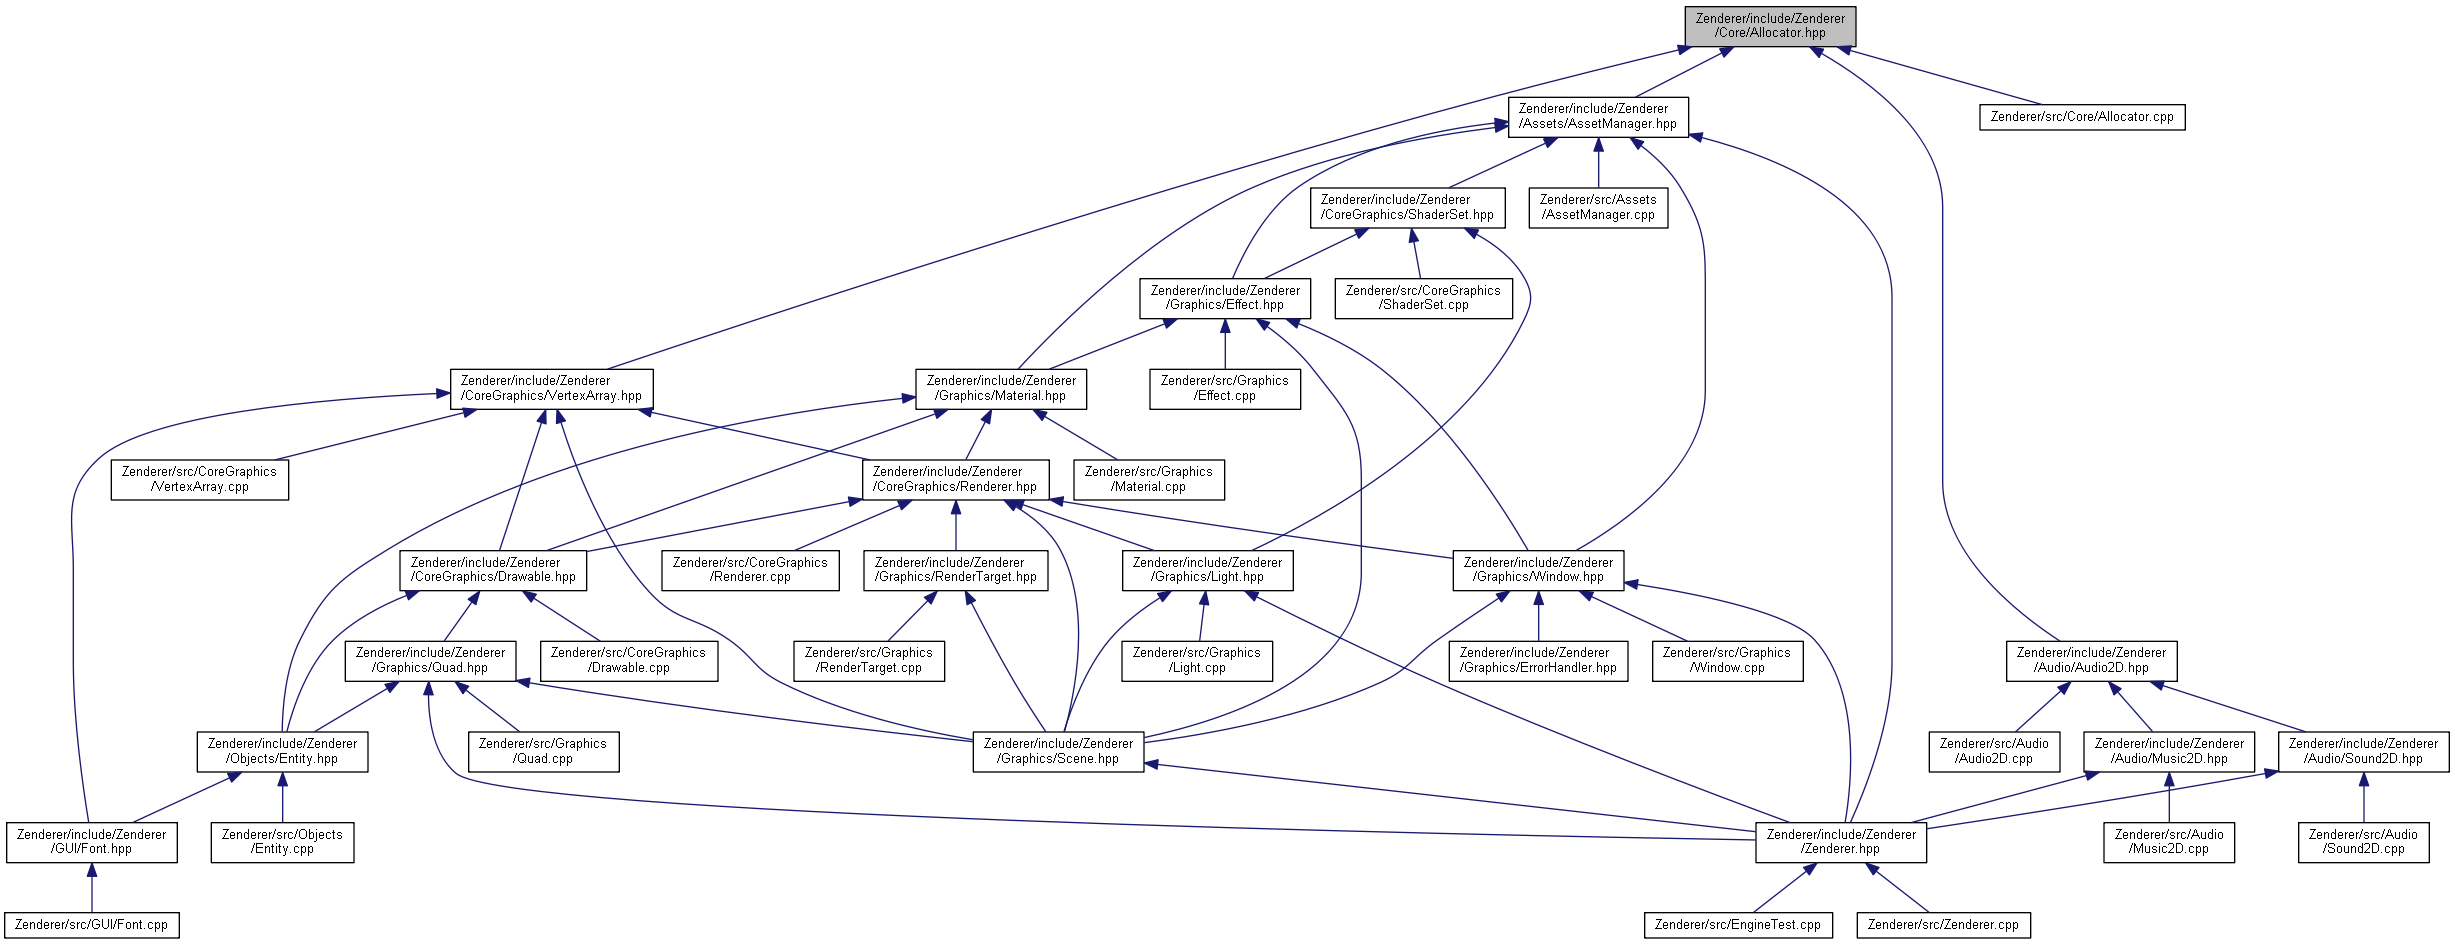 Zenderer/include/Zenderer
/Core/Allocator.hpp
Zenderer/include/Zenderer
/Assets/AssetManager.hpp
Zenderer/src/Core/Allocator.cpp
Zenderer/include/Zenderer
/CoreGraphics/ShaderSet.hpp
Zenderer/src/Assets
/AssetManager.cpp
Zenderer/include/Zenderer
/Graphics/Effect.hpp
Zenderer/src/CoreGraphics
/ShaderSet.cpp
Zenderer/include/Zenderer
/CoreGraphics/VertexArray.hpp
Zenderer/include/Zenderer
/Graphics/Material.hpp
Zenderer/src/Graphics
/Effect.cpp
Zenderer/src/CoreGraphics
/VertexArray.cpp
Zenderer/include/Zenderer
/CoreGraphics/Renderer.hpp
Zenderer/src/Graphics
/Material.cpp
Zenderer/include/Zenderer
/CoreGraphics/Drawable.hpp
Zenderer/src/CoreGraphics
/Renderer.cpp
Zenderer/include/Zenderer
/Graphics/RenderTarget.hpp
Zenderer/include/Zenderer
/Graphics/Light.hpp
Zenderer/include/Zenderer
/Graphics/Window.hpp
Zenderer/include/Zenderer
/Graphics/Quad.hpp
Zenderer/src/CoreGraphics
/Drawable.cpp
Zenderer/src/Graphics
/RenderTarget.cpp
Zenderer/src/Graphics
/Light.cpp
Zenderer/include/Zenderer
/Graphics/ErrorHandler.hpp
Zenderer/src/Graphics
/Window.cpp
Zenderer/include/Zenderer
/Audio/Audio2D.hpp
Zenderer/include/Zenderer
/Objects/Entity.hpp
Zenderer/src/Graphics
/Quad.cpp
Zenderer/include/Zenderer
/Graphics/Scene.hpp
Zenderer/src/Audio
/Audio2D.cpp
Zenderer/include/Zenderer
/Audio/Music2D.hpp
Zenderer/include/Zenderer
/Audio/Sound2D.hpp
Zenderer/include/Zenderer
/GUI/Font.hpp
Zenderer/src/Objects
/Entity.cpp
Zenderer/include/Zenderer
/Zenderer.hpp
Zenderer/src/Audio
/Music2D.cpp
Zenderer/src/Audio
/Sound2D.cpp
Zenderer/src/GUI/Font.cpp
Zenderer/src/EngineTest.cpp
Zenderer/src/Zenderer.cpp